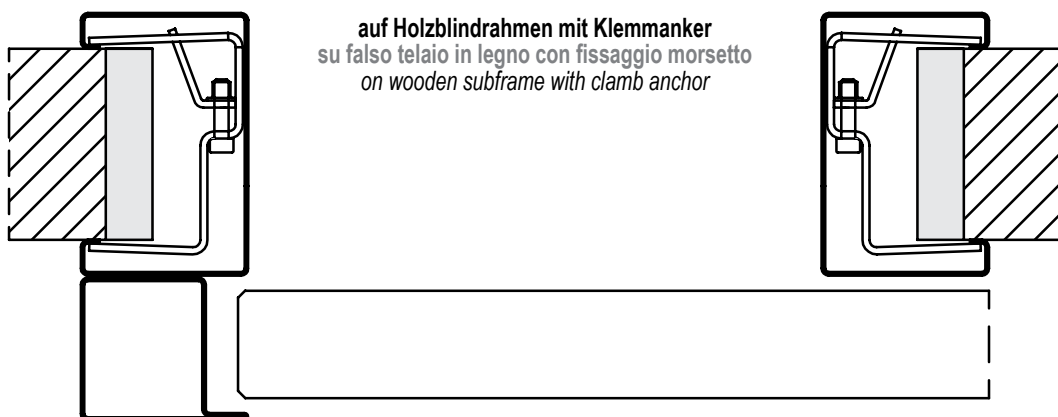 auf Holzblindrahmen mit Klemmanker
su falso telaio in legno con fissaggio morsetto
on wooden subframe with clamb anchor